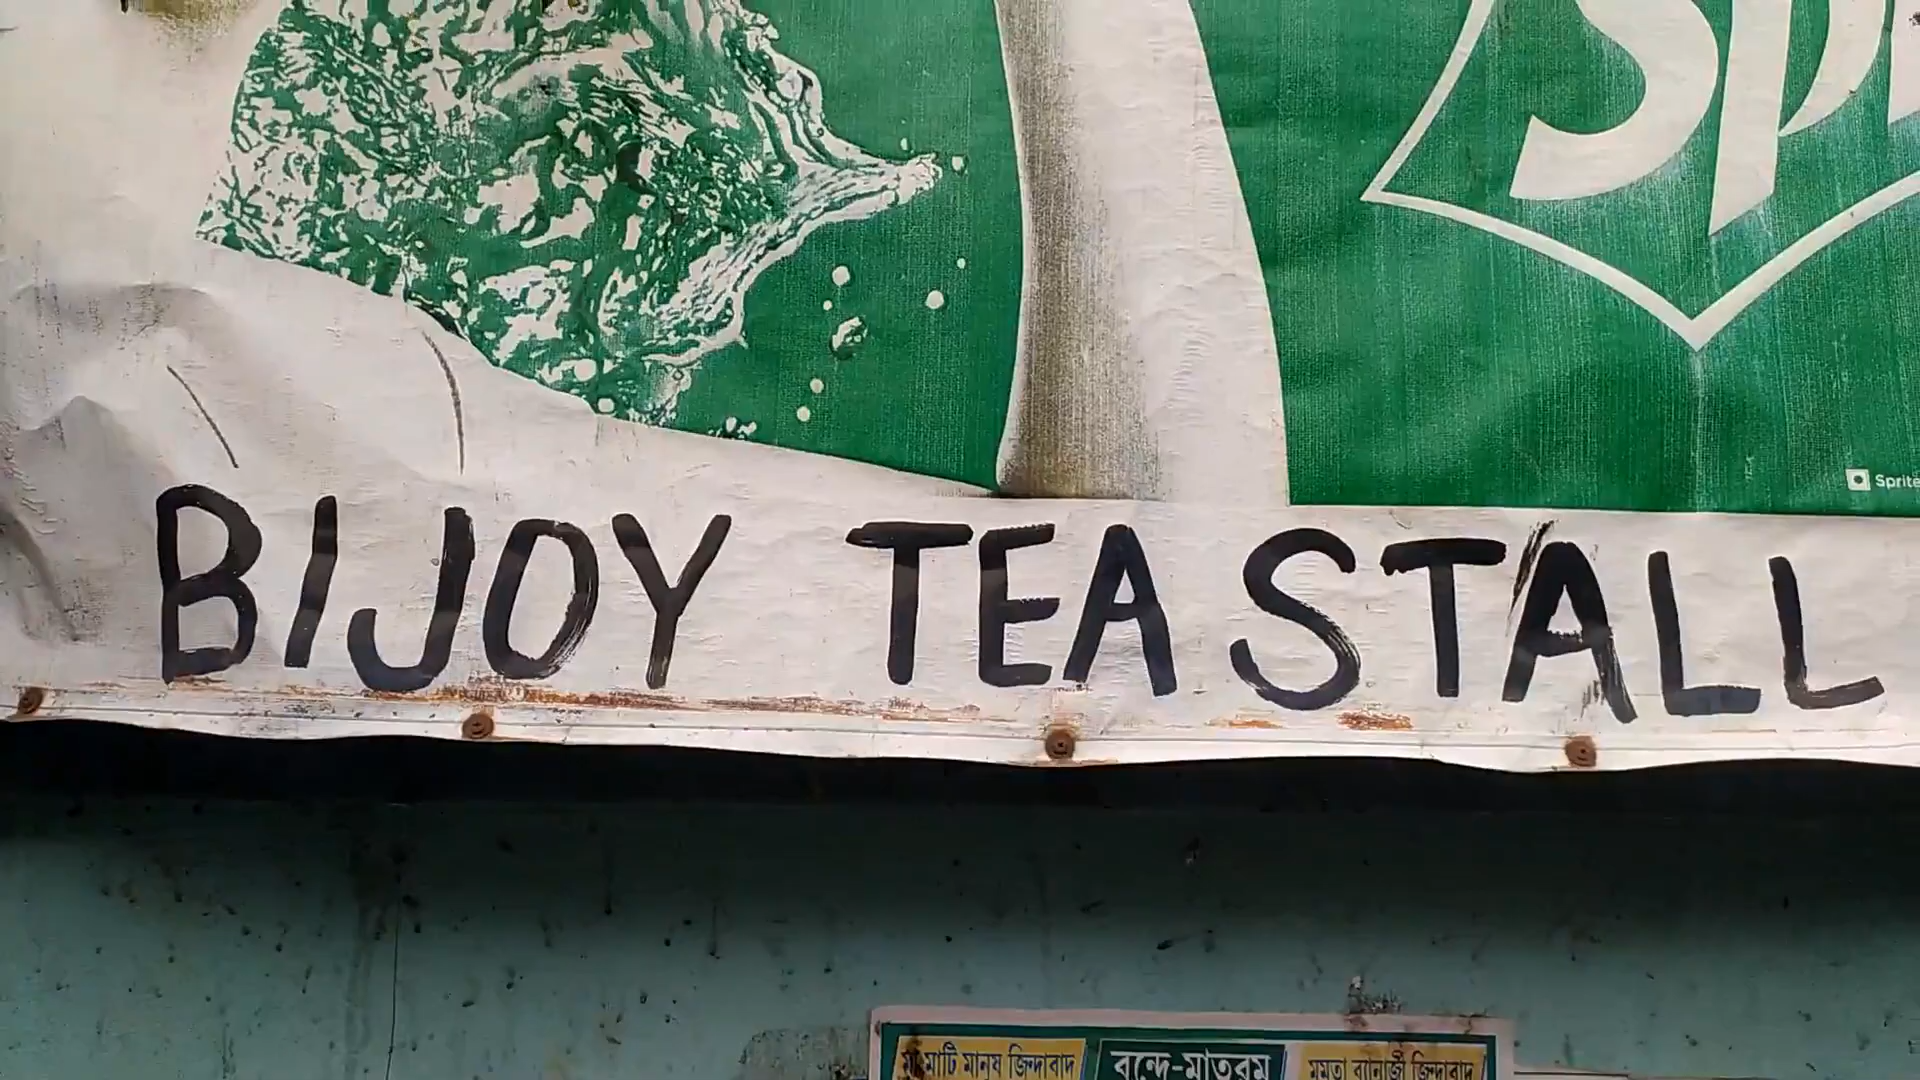 Sprite
BIJOY TEA STALL
মা মাটি মানুষ জিন্দাবাদ বন্দে-মাতরম মমতা ব্যানার্জী জিন্দাবাদ